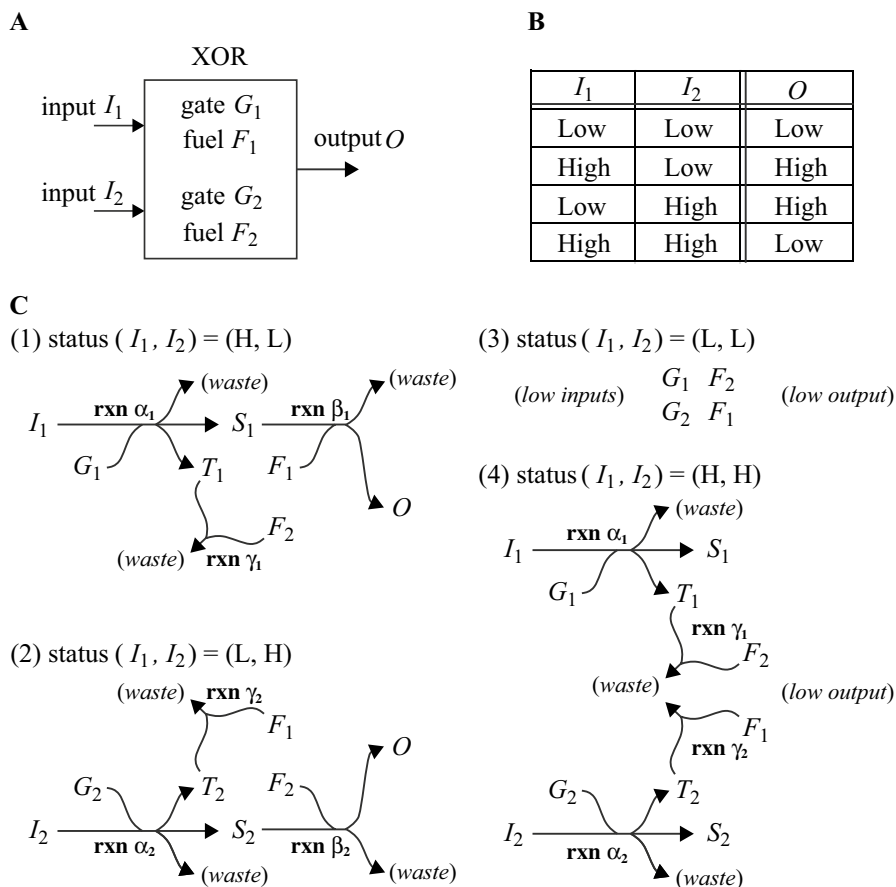 A
XOR
input I₁
gate G₁
fuel F₁
output O
input I₂
gate G₂
fuel F₂
B
I₁ I₂ O
Low Low Low
High Low High
Low High High
High High Low
C
(1) status ( I₁ , I₂ ) = (H, L)
(waste) (waste)
rxn α₁ rxn β₁
I₁ S₁
G₁ T₁ F₁
O
F₂
(waste)
rxn γ₁
(2) status ( I₁ , I₂ ) = (L, H)
(waste) rxn γ₂
F₁
O
G₂ T₂ F₂
I₂ S₂
rxn α₂ rxn β₂
(waste) (waste)
(3) status ( I₁ , I₂ ) = (L, L)
(low inputs) G₁ F₂ (low output)
G₂ F₁
(4) status ( I₁ , I₂ ) = (H, H)
(waste)
rxn α₁
I₁ S₁
G₁ T₁
rxn γ₁
F₂
(waste) (low output)
F₁
rxn γ₂
G₂ T₂
I₂ S₂
rxn α₂
(waste)